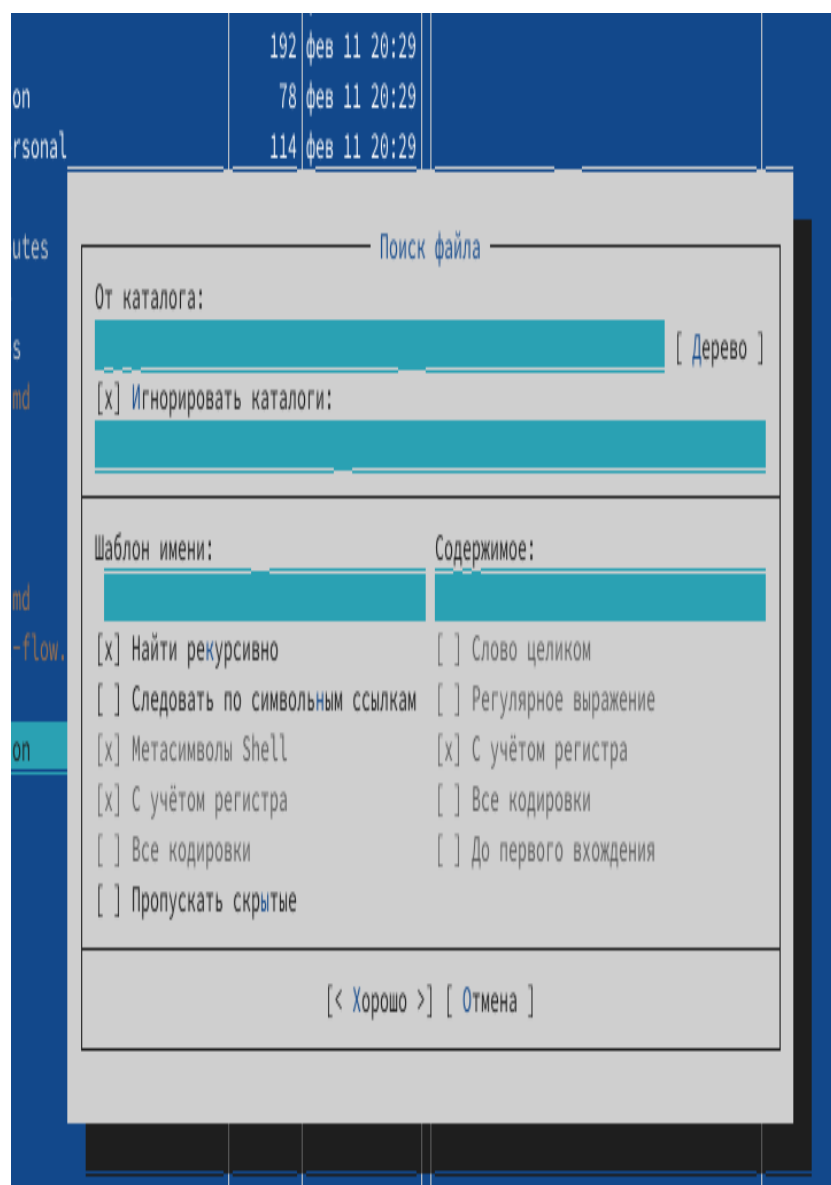 192 фев 11 20:29
on 78 фев 11 20:29
rsonal 114 фев 11 20:29
utes
Поиск файла
От каталога:
s [ Дерево ]
md [x] Игнорировать каталоги:
Шаблон имени: Содержимое:
md
-flow. [x] Найти рекурсивно [ ] Слово целиком
[ ] Следовать по символьным ссылкам [ ] Регулярное выражение
on [x] Метасимволы Shell [x] С учётом регистра
[x] С учётом регистра [ ] Все кодировки
[ ] Все кодировки [ ] До первого вхождения
[ ] Пропускать скрытые
[< Хорошо >] [ Отмена ]